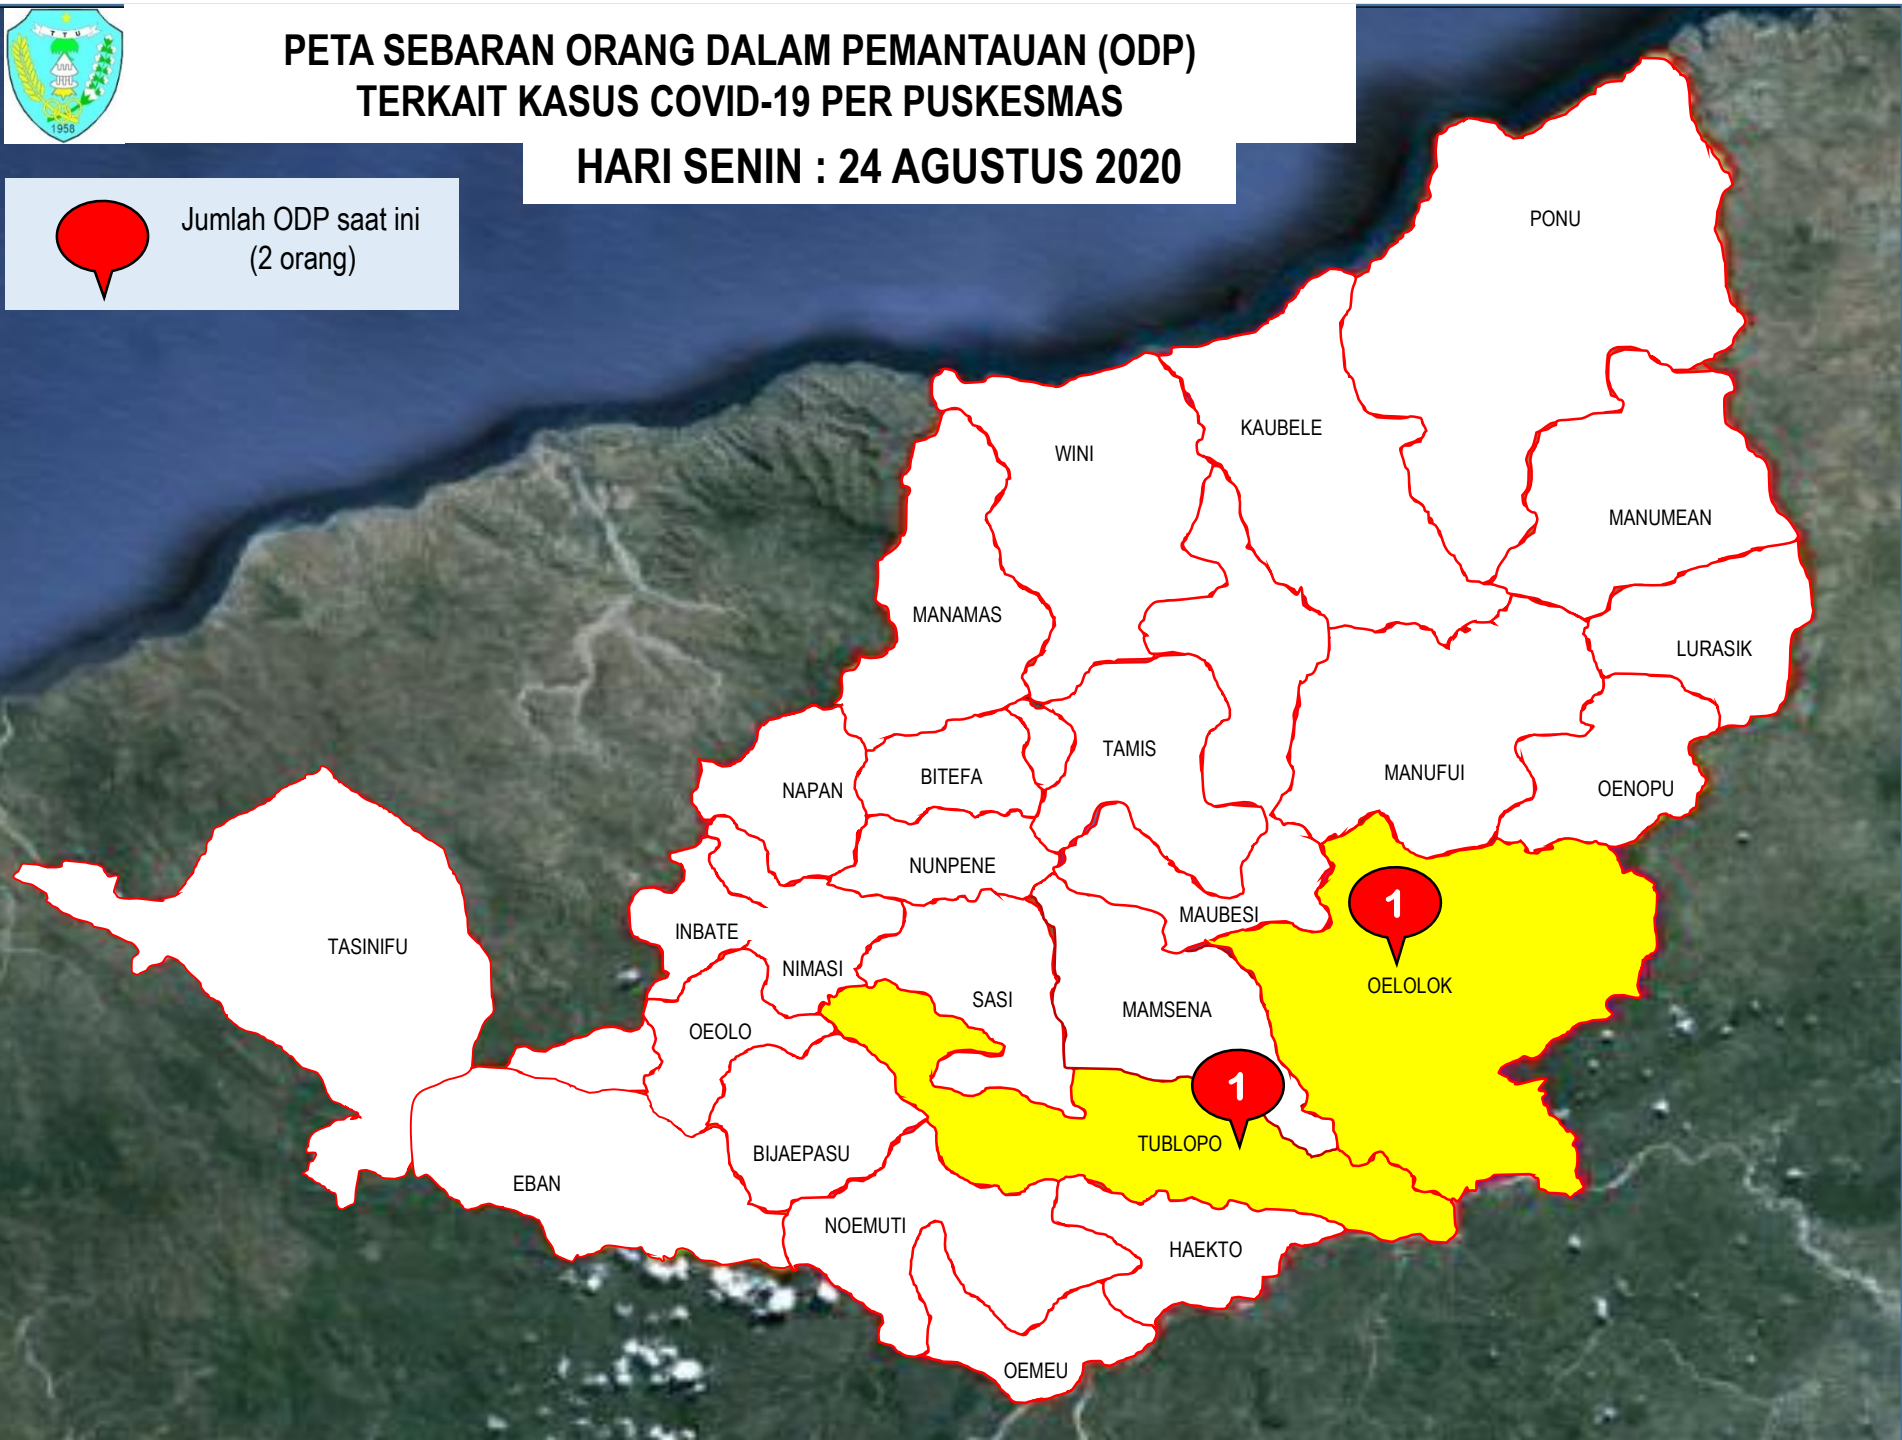 TTU
1958
PETA SEBARAN ORANG DALAM PEMANTAUAN (ODP)
TERKAIT KASUS COVID-19 PER PUSKESMAS
HARI SENIN : 24 AGUSTUS 2020
Jumlah ODP saat ini
(2 orang)
PONU
KAUBELE
WINI
MANUMEAN
MANAMAS
LURASIK
TAMIS
MANUFUI
BITEFA
NAPAN
OENOPU
NUNPENE
1
MAUBESI
INBATE
TASINIFU
NIMASI
OELOLOK
SASI
MAMSENA
OEOLO
1
TUBLOPO
BIJAEPASU
EBAN
NOEMUTI
HAEKTO
OEMEU